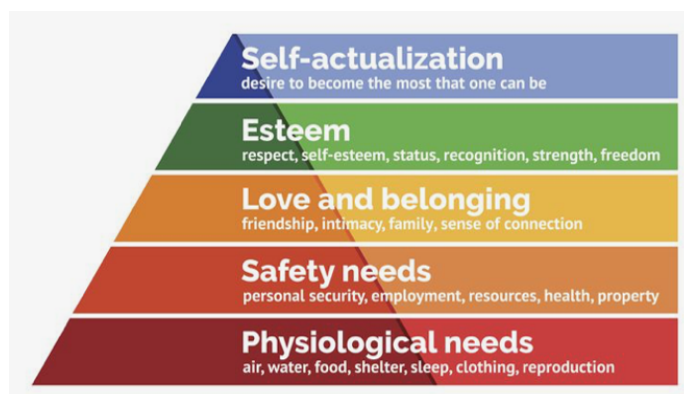 Self-actualization
desire to become the most that one can be
Esteem
respect, self-esteem, status, recognition, strength, freedom
Love and belonging
friendship, intimacy, family, sense of connection
Safety needs
personal security, employment, resources, health, property
Physiological needs
air, water, food, shelter, sleep, clothing, reproduction